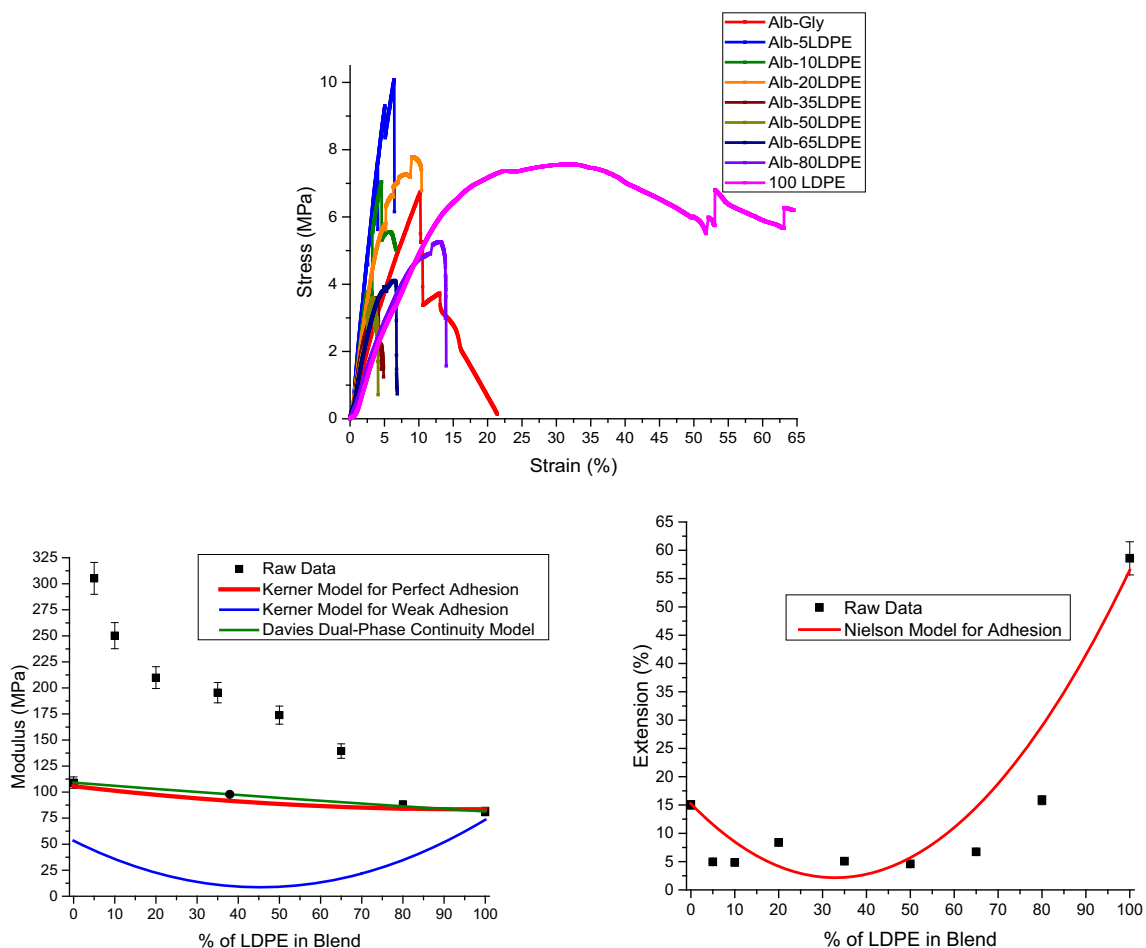 Alb-Gly
Alb-5LDPE
Alb-10LDPE
Alb-20LDPE
Alb-35LDPE
Alb-50LDPE
Alb-65LDPE
Alb-80LDPE
100 LDPE
Stress (MPa)
10
8
6
4
2
0
0 5 10 15 20 25 30 35 40 45 50 55 60 65
Strain (%)
Modulus (MPa)
325
300
275
250
225
200
175
150
125
100
75
50
25
0
Raw Data
Kerner Model for Perfect Adhesion
Kerner Model for Weak Adhesion
Davies Dual-Phase Continuity Model
0 10 20 30 40 50 60 70 80 90 100
% of LDPE in Blend
Extension (%)
65
60
55
50
45
40
35
30
25
20
15
10
5
0
Raw Data
Nielson Model for Adhesion
0 10 20 30 40 50 60 70 80 90 100
% of LDPE in Blend